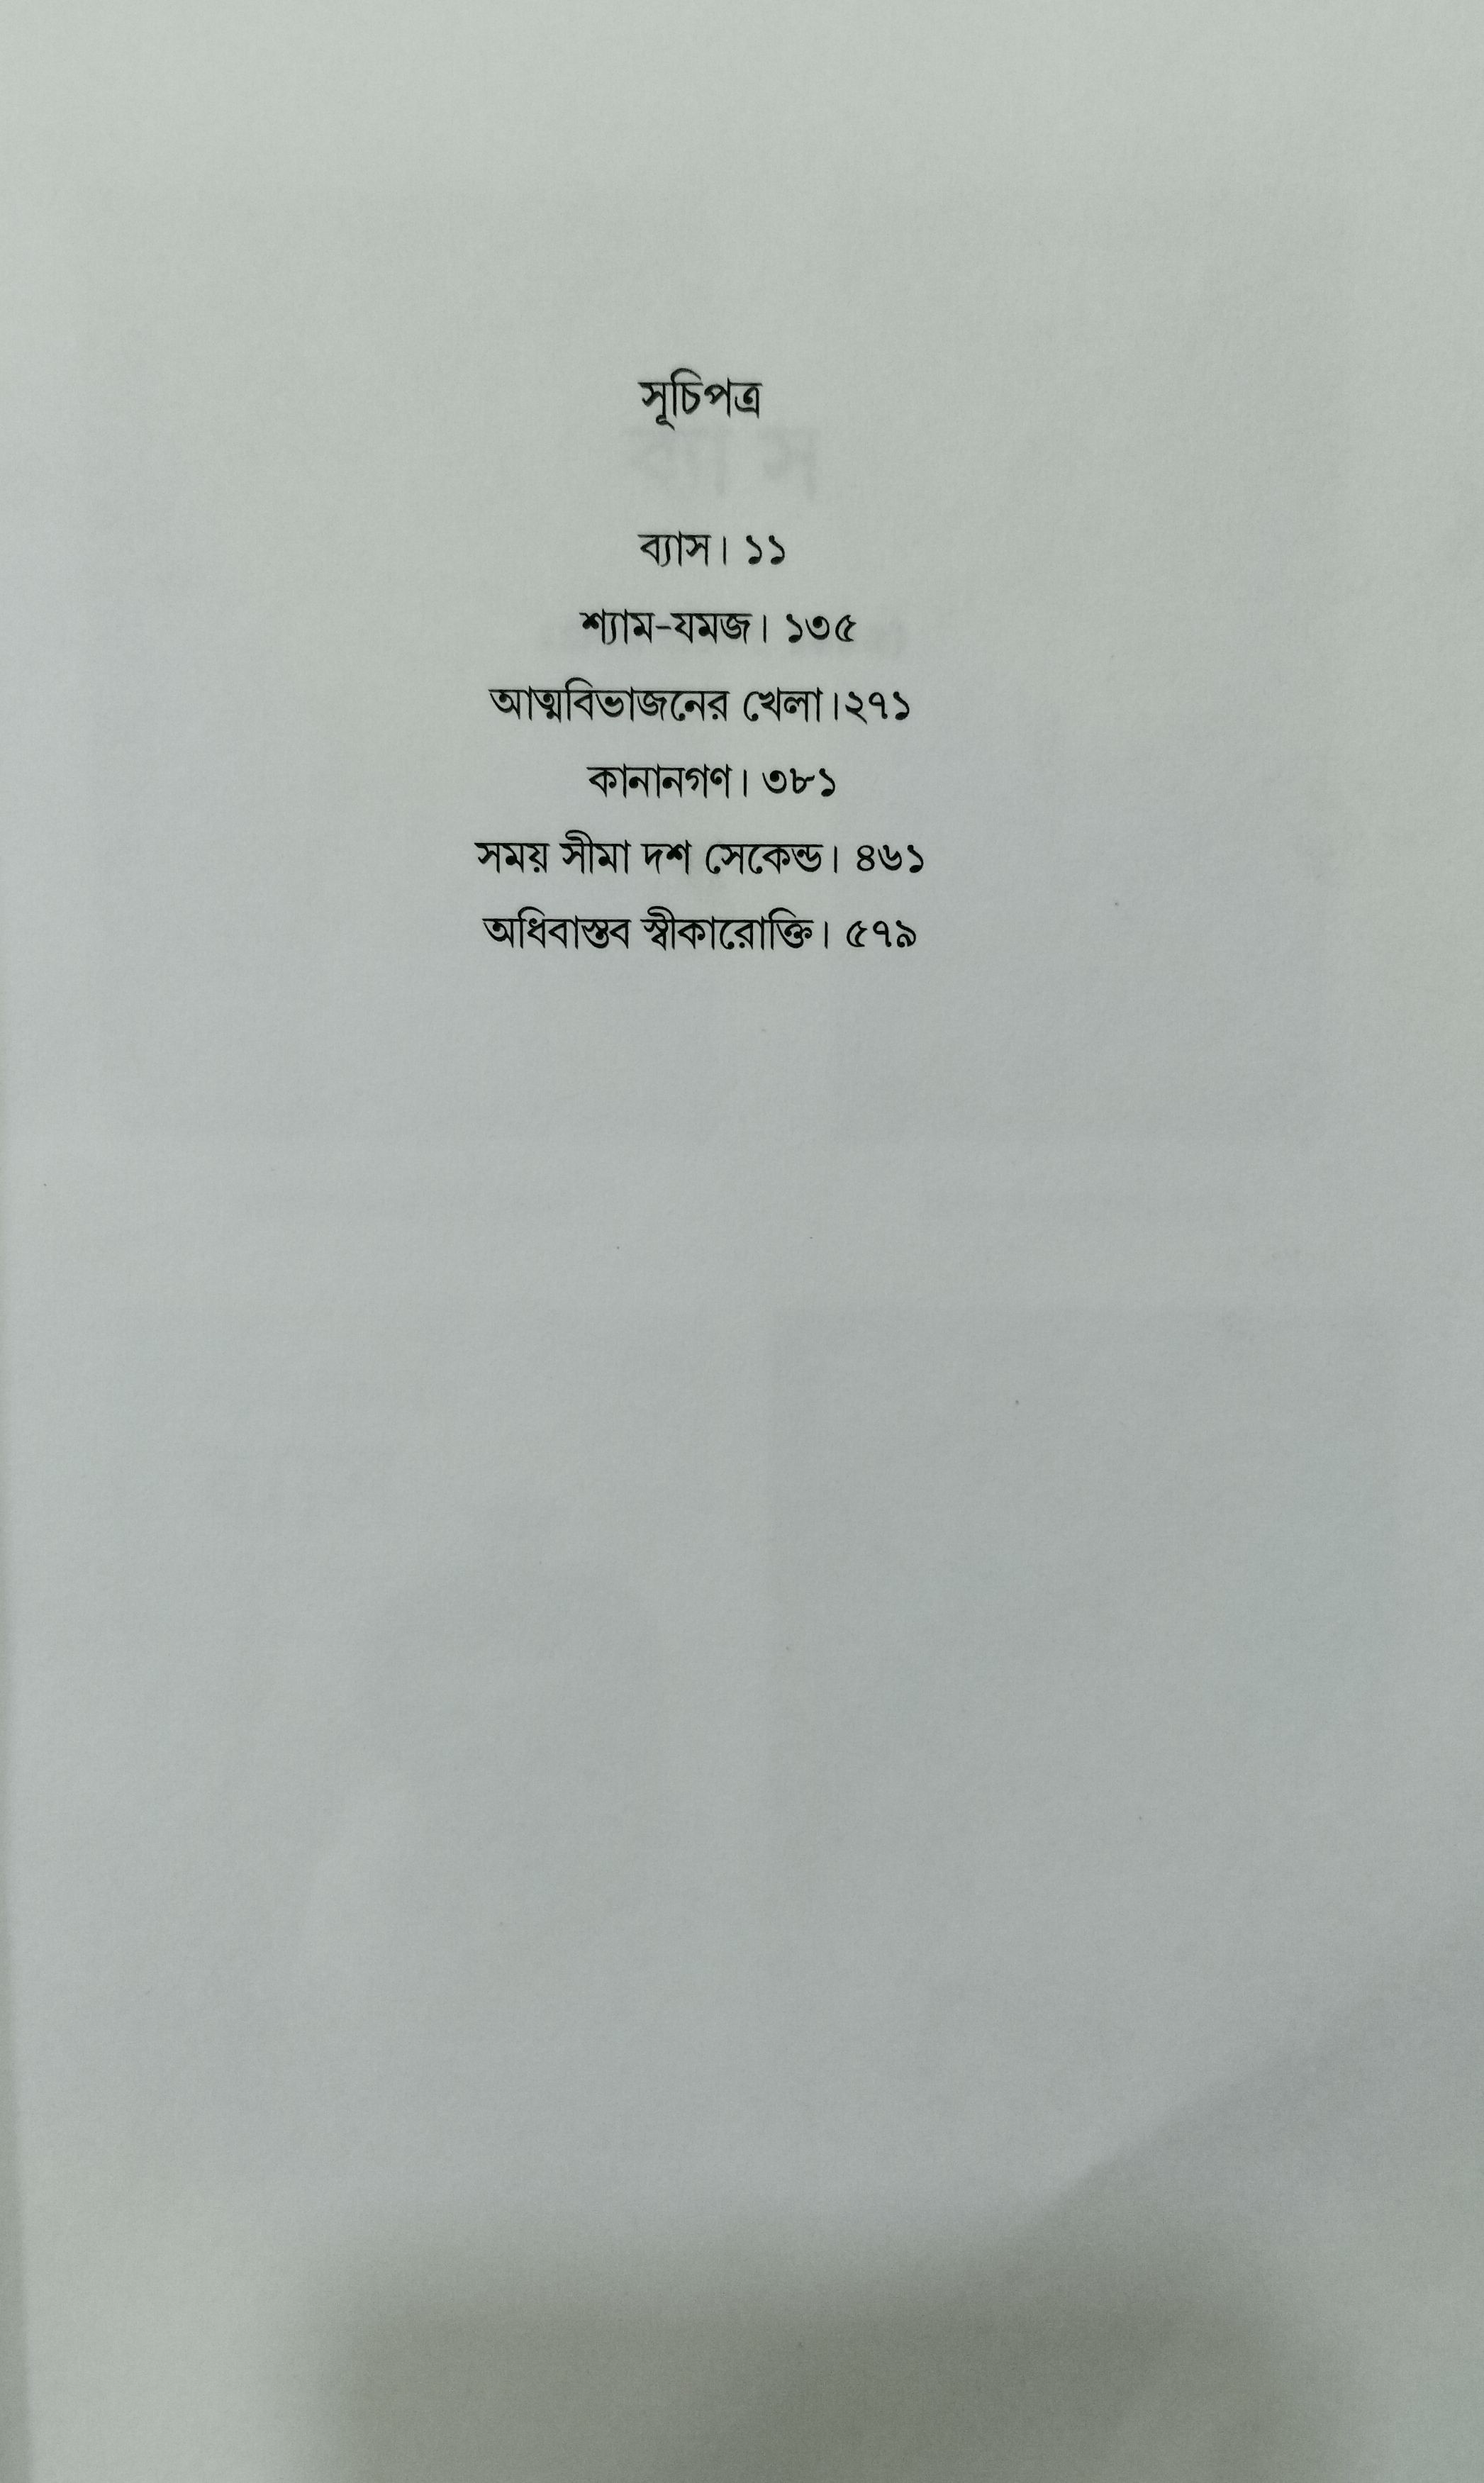 সূচিপত্র
ব্যাস। ১১
শ্যাম-যমজ। ১৩৫
আত্মবিভাজনের খেলা।২৭১
কানানগণ। ৩৮১
সময় সীমা দশ সেকেন্ড। ৪৬১
অধিবাস্তব স্বীকারোক্তি। ৫৭৯